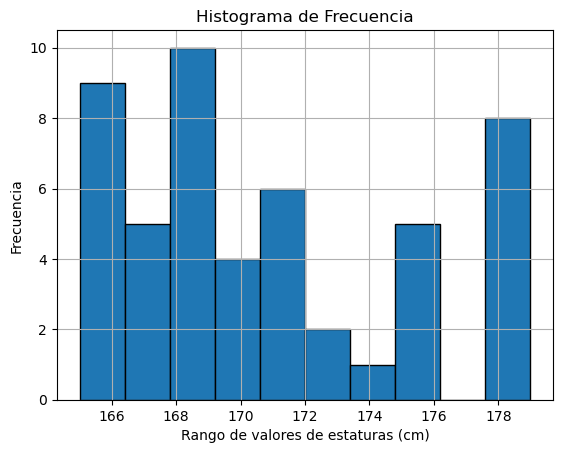 Histograma de Frecuencia
10
8
6
4
2
0
Frecuencia
166 168 170 172 174 176 178
Rango de valores de estaturas (cm)